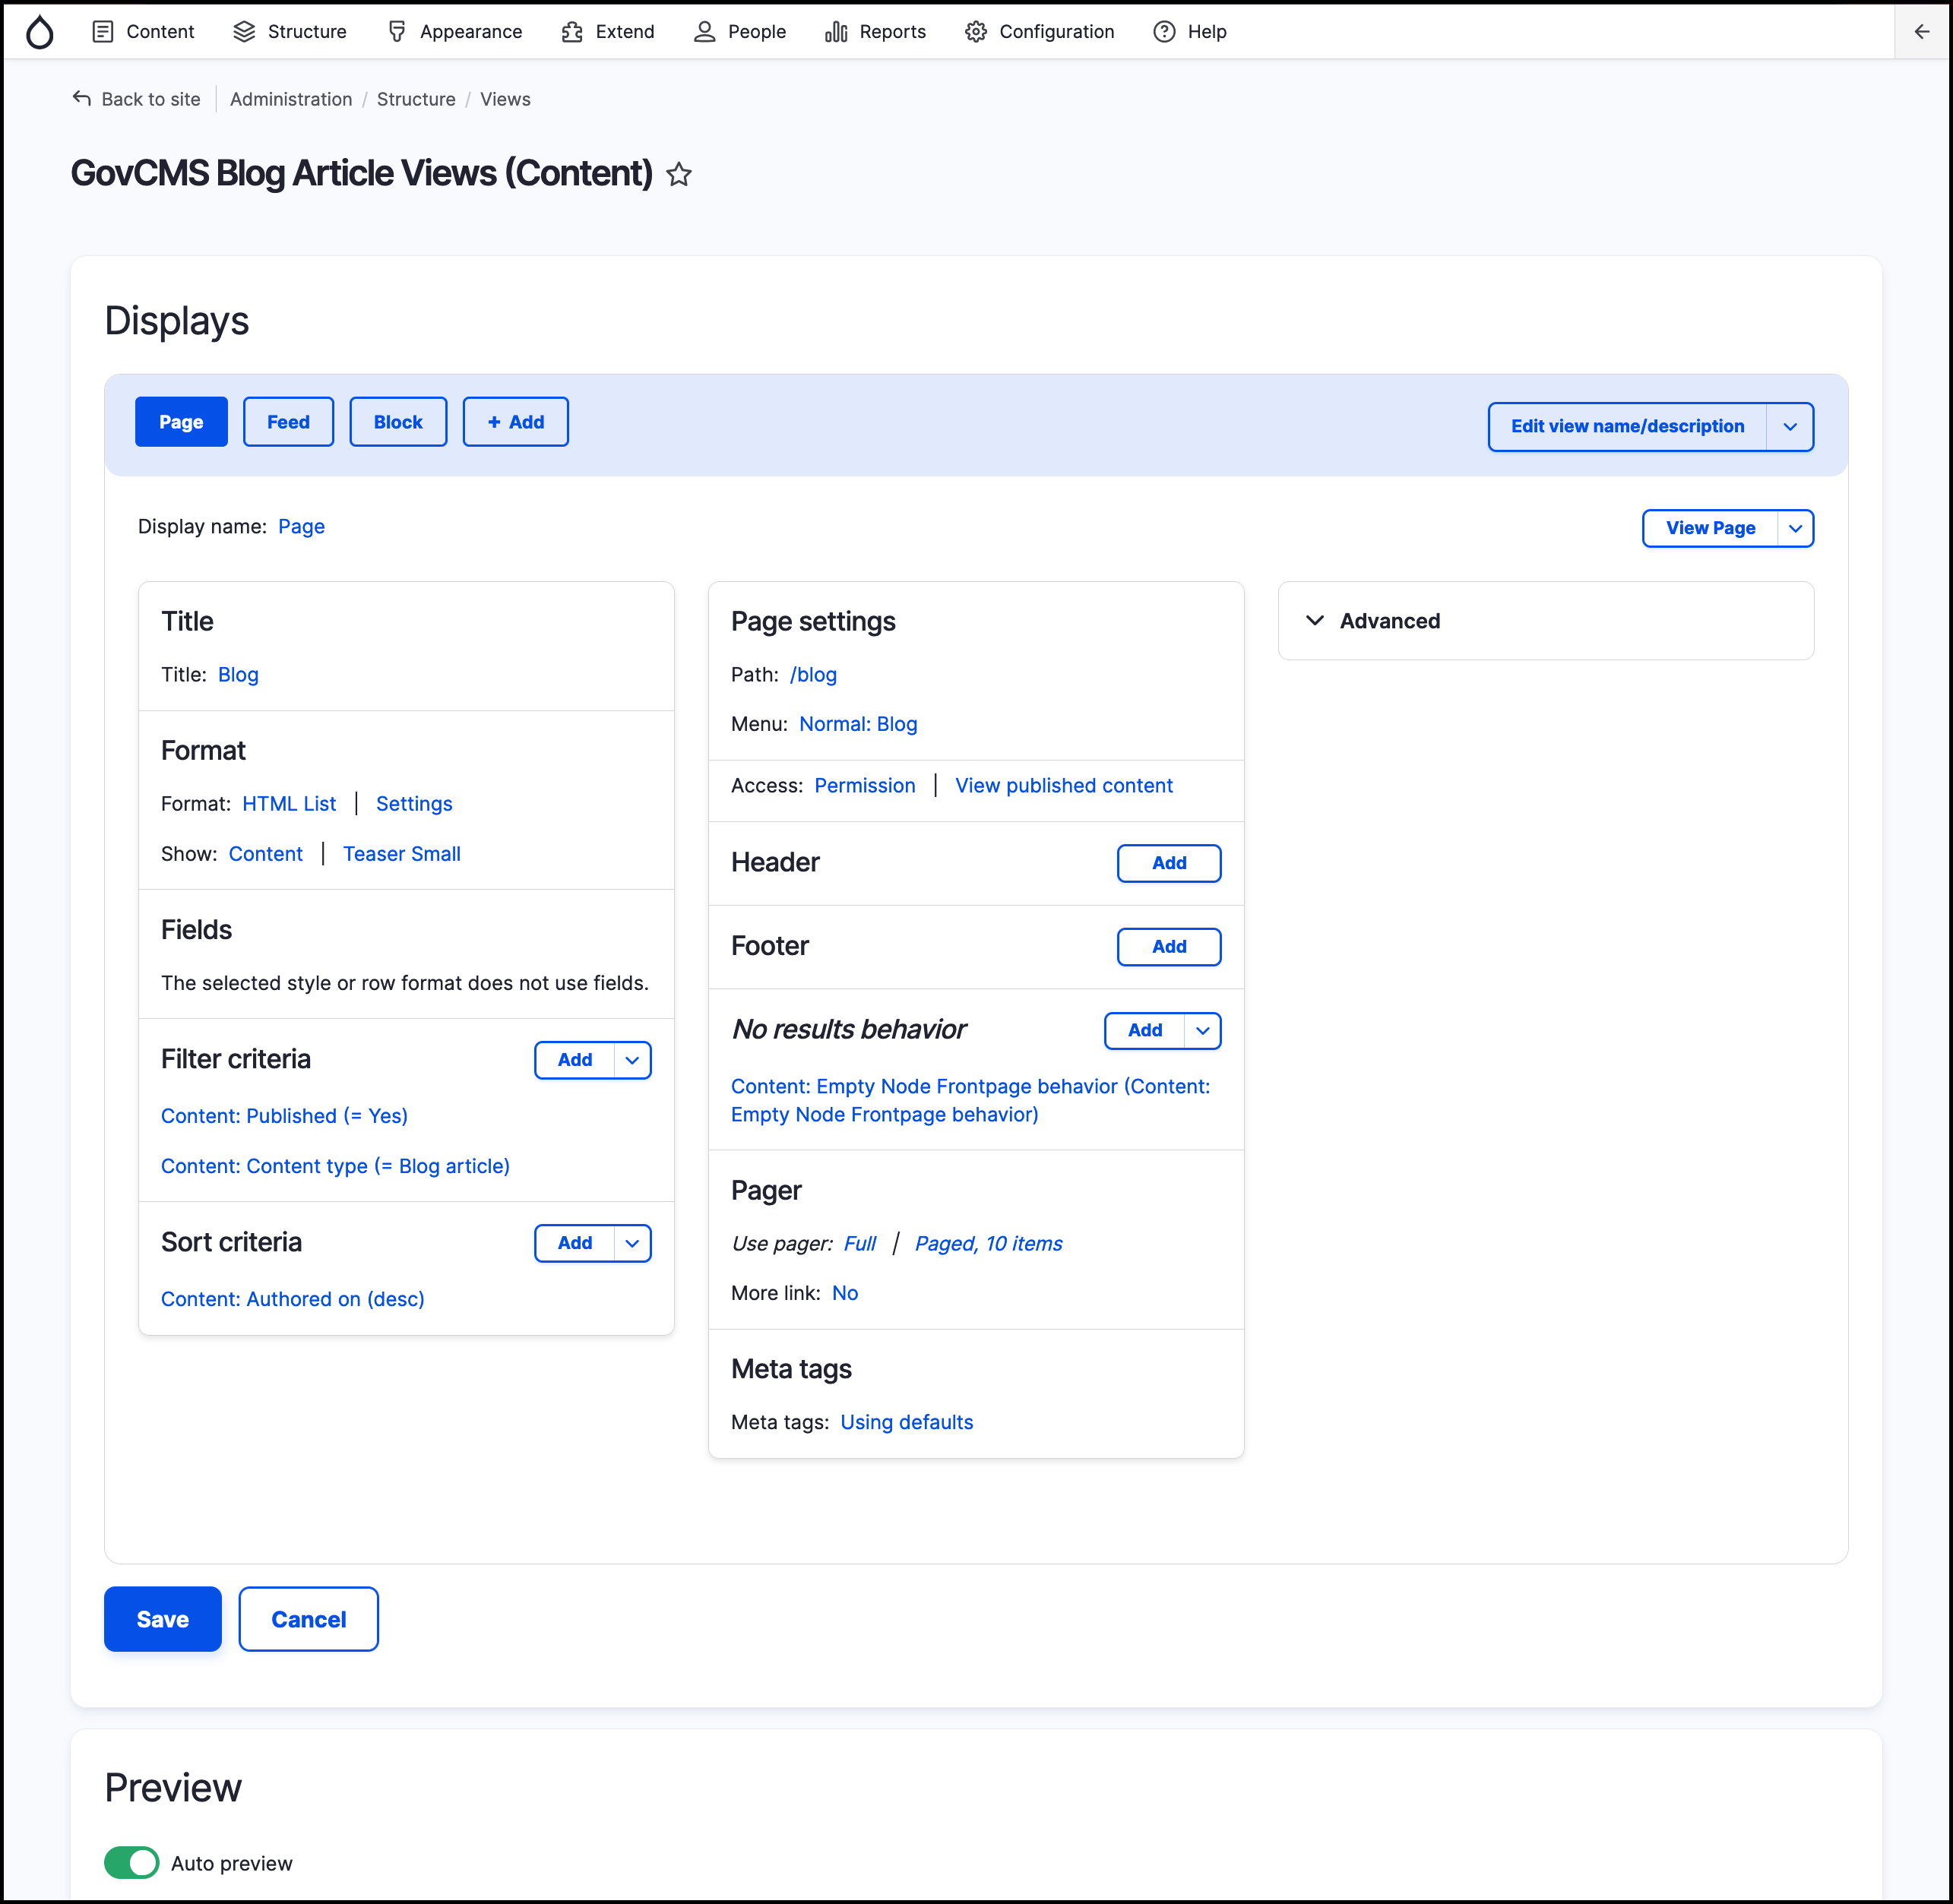 Content Structure Appearance Extend People Reports Configuration Help
Back to site Administration / Structure / Views
GovCMS Blog Article Views (Content)
Displays
Page Feed Block + Add Edit view name/description
Display name: Page View Page
Title
Title: Blog
Format
Format: HTML List | Settings
Show: Content | Teaser Small
Fields
The selected style or row format does not use fields.
Filter criteria Add
Content: Published (= Yes)
Content: Content type (= Blog article)
Sort criteria Add
Content: Authored on (desc)
Page settings
Path: /blog
Menu: Normal: Blog
Access: Permission | View published content
Header Add
Footer Add
No results behavior Add
Content: Empty Node Frontpage behavior (Content:
Empty Node Frontpage behavior)
Pager
Use pager: Full | Paged, 10 items
More link: No
Meta tags
Meta tags: Using defaults
Advanced
Save Cancel
Preview
Auto preview